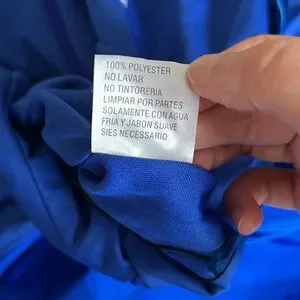 100% POLYESTER
NO LAVAR
NO TINTORERIA
LIMPIAR POR PARTES
SOLAMENTE CON AGUA
FRIA Y JABON SUAVE
SIES NECESSARIO